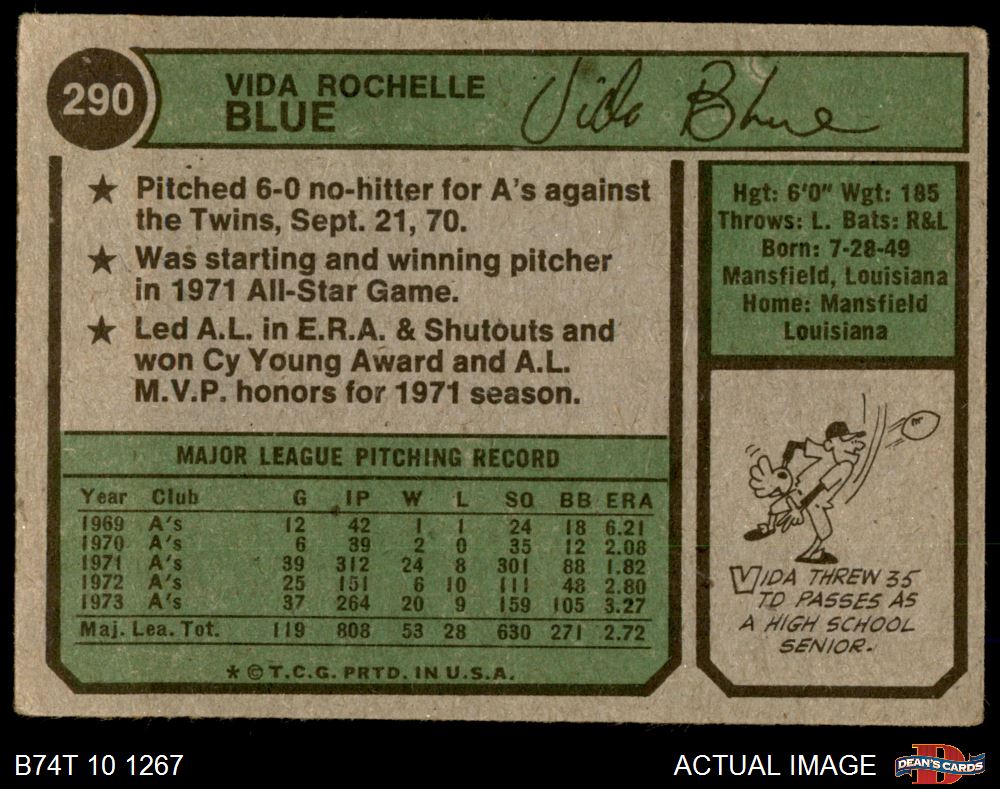 290
VIDA ROCHELLE
BLUE
Vida Blue
★ Pitched 6-0 no-hitter for A's against
the Twins, Sept. 21, 70.
★ Was starting and winning pitcher
in 1971 All-Star Game.
★ Led A.L. in E.R.A. & Shutouts and
won Cy Young Award and A.L.
M.V.P. honors for 1971 season.
Hgt: 6'0" Wgt: 185
Throws: L. Bats: R&L
Born: 7-28-49
Mansfield, Louisiana
Home: Mansfield
Louisiana
MAJOR LEAGUE PITCHING RECORD
Year Club G IP W L SO BB ERA
1969 A's 12 42 1 1 24 18 6.21
1970 A's 6 39 2 0 35 12 2.08
1971 A's 39 312 24 8 301 88 1.82
1972 A's 25 151 6 10 111 48 2.80
1973 A's 37 264 20 9 159 105 3.27
Maj. Lea. Tot. 119 808 53 28 630 271 2.72
* © T.C.G. PRTD. IN U.S.A.
VIDA THREW 35
TD PASSES AS
A HIGH SCHOOL
SENIOR.
B74T 10 1267
ACTUAL IMAGE
DEAN'S CARDS